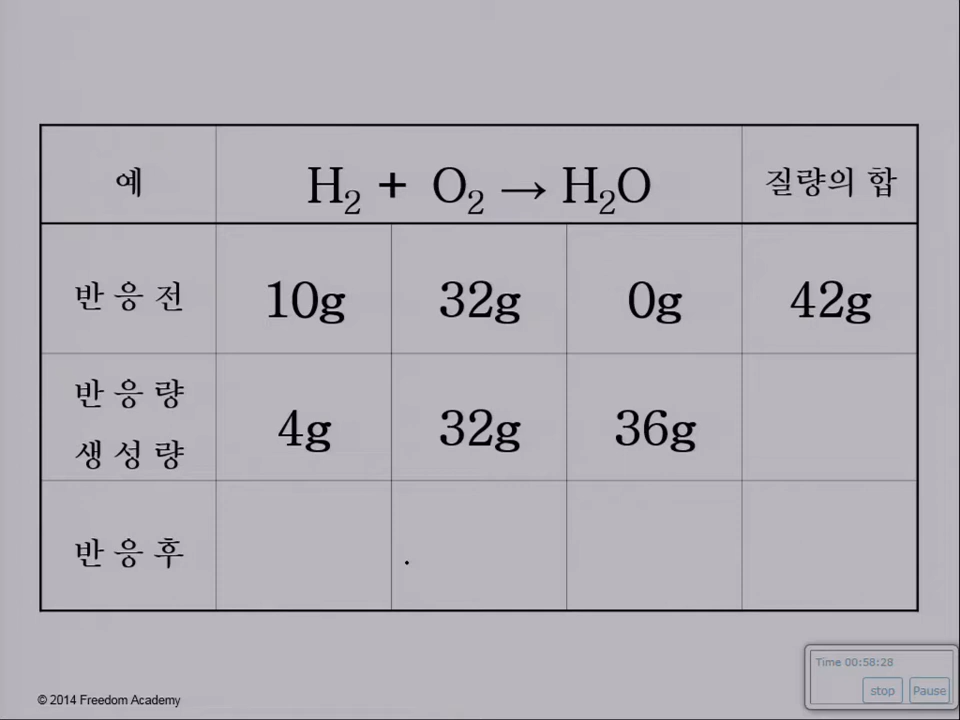 예 H₂ + O₂ → H₂O 질량의 합
반 응 전 10g 32g 0g 42g
반 응 량
생 성 량 4g 32g 36g
반 응 후
Time 00:58:28
stop Pause
© 2014 Freedom Academy